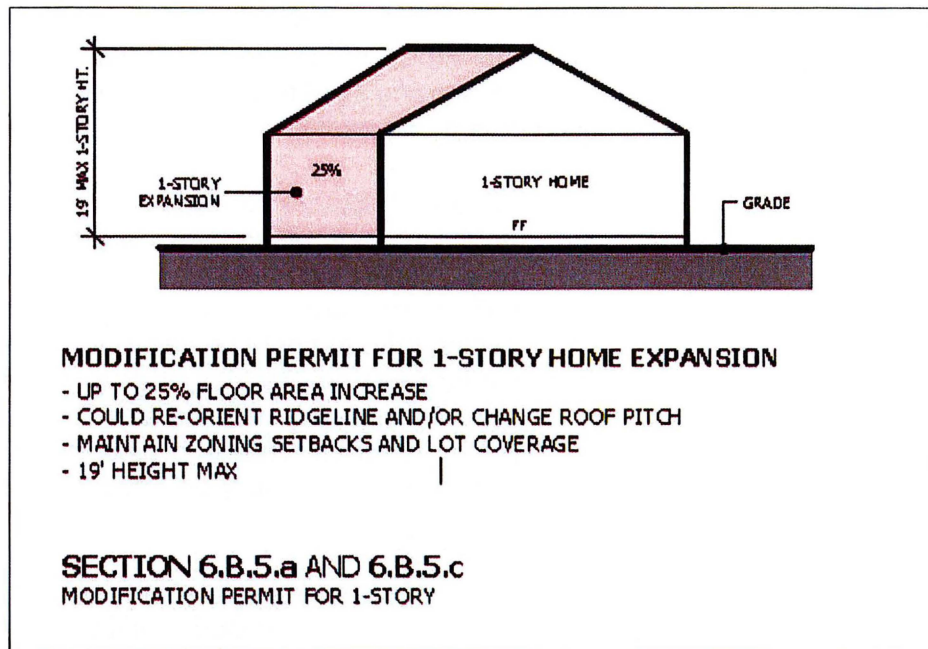 19' MAX 1-STORY HT.
25%
1-STORY
EXPANSION
1-STORY HOME
FF
GRADE
MODIFICATION PERMIT FOR 1-STORY HOME EXPANSION
- UP TO 25% FLOOR AREA INCREASE
- COULD RE-ORIENT RIDGELINE AND/OR CHANGE ROOF PITCH
- MAINTAIN ZONING SETBACKS AND LOT COVERAGE
- 19' HEIGHT MAX
SECTION 6.B.5.a AND 6.B.5.c
MODIFICATION PERMIT FOR 1-STORY